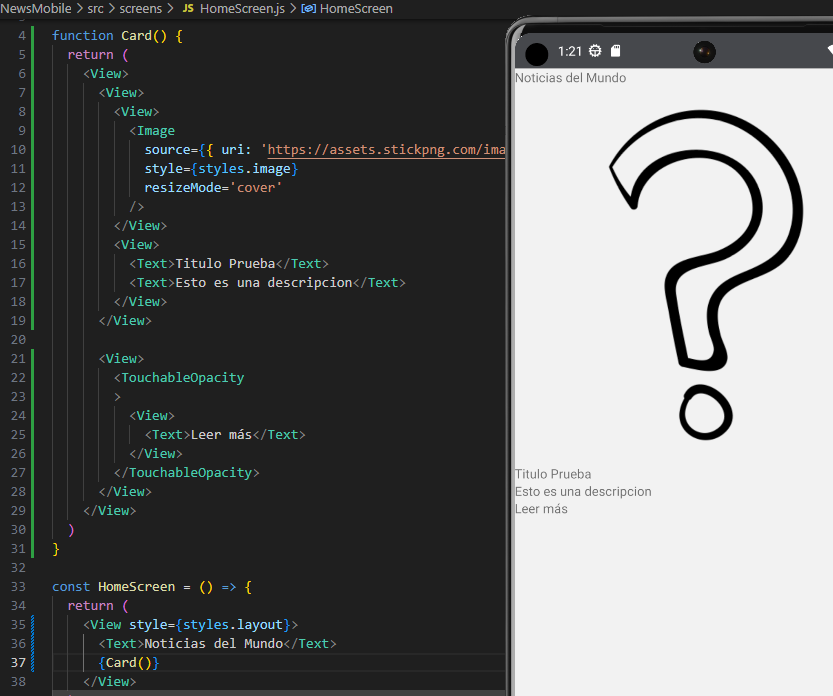 NewsMobile > src > screens > JS HomeScreen.js > HomeScreen
4 function Card() {
5 return (
6 <View>
7 <View>
8 <View>
9 <Image
10 source={{ uri: 'https://assets.stickpng.com/ima
11 style={styles.image}
12 resizeMode='cover'
13 />
14 </View>
15 <View>
16 <Text>Titulo Prueba</Text>
17 <Text>Esto es una descripcion</Text>
18 </View>
19 </View>
20
21 <View>
22 <TouchableOpacity
23 >
24 <View>
25 <Text>Leer más</Text>
26 </View>
27 </TouchableOpacity>
28 </View>
29 </View>
30 )
31 }
32
33 const HomeScreen = () => {
34 return (
35 <View style={styles.layout}>
36 <Text>Noticias del Mundo</Text>
37 {Card()}
38 </View>
1:21
Noticias del Mundo
Titulo Prueba
Esto es una descripcion
Leer más